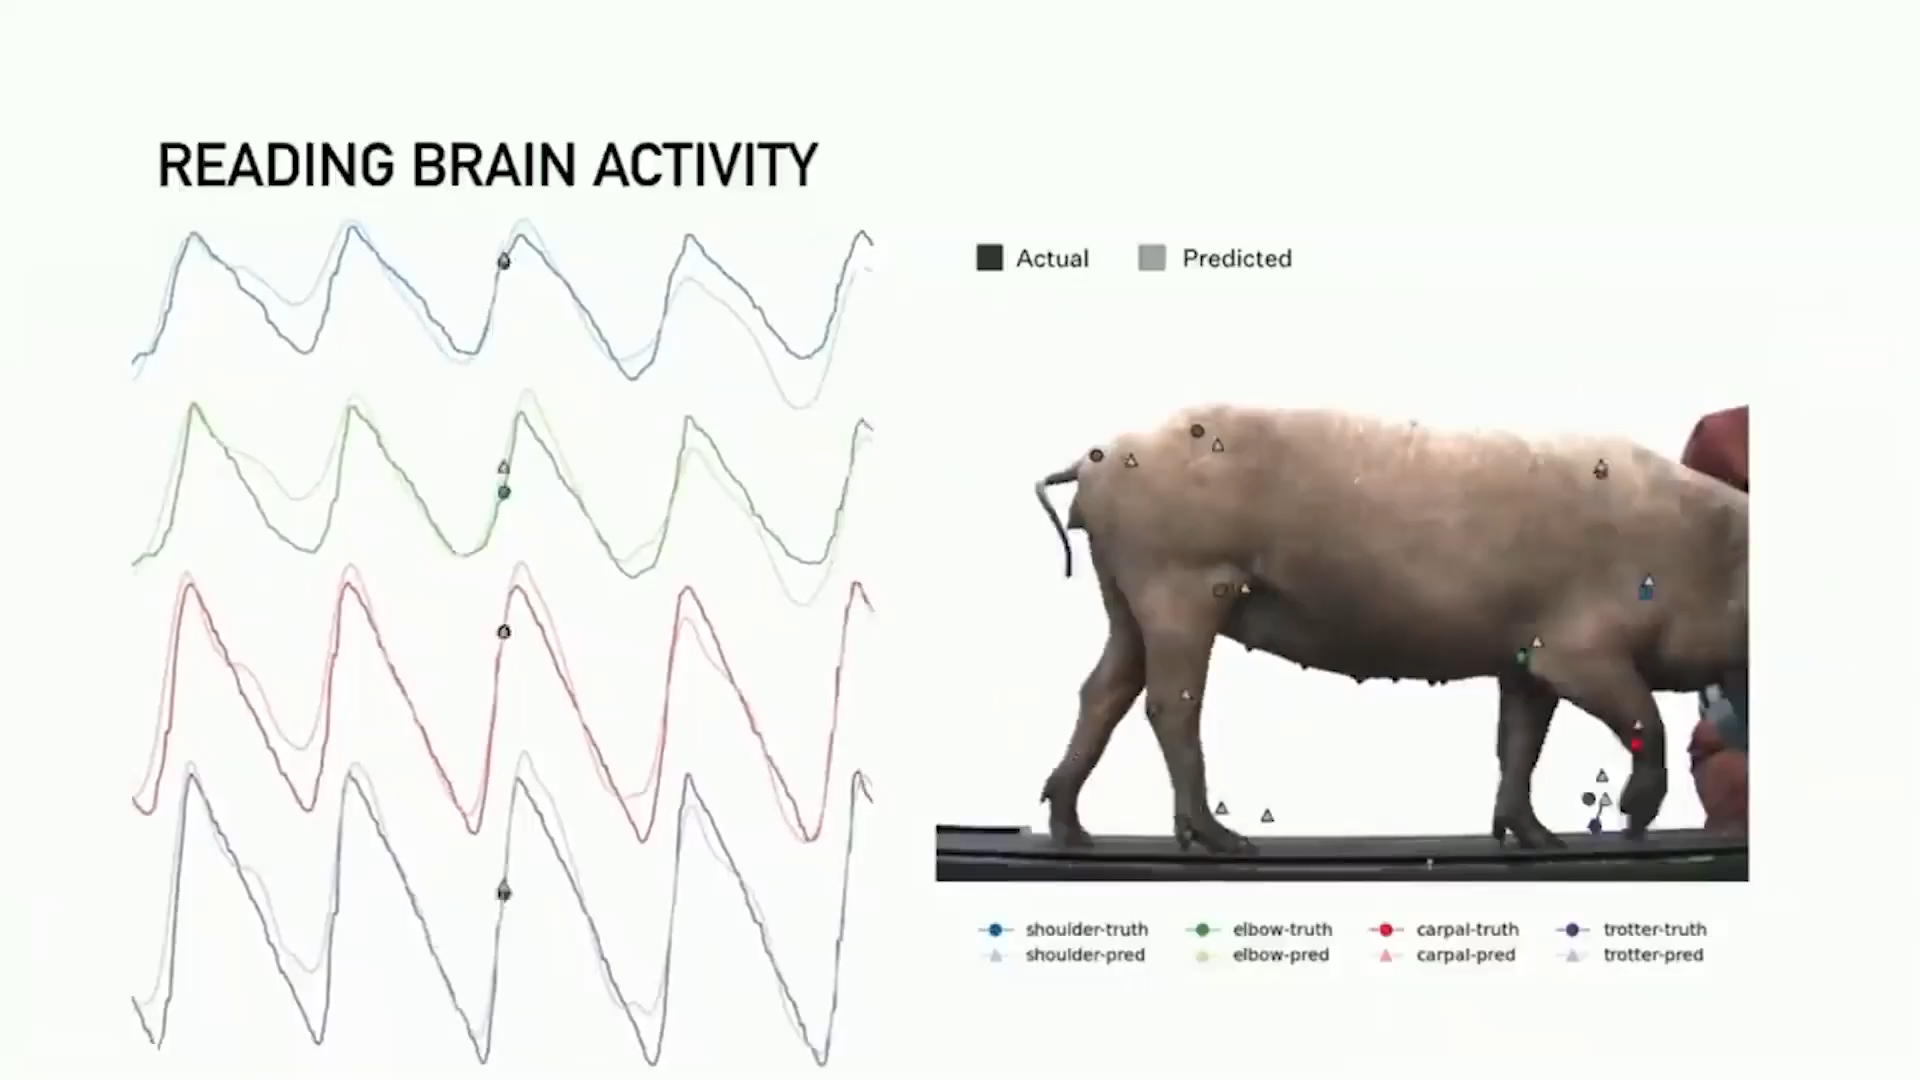 READING BRAIN ACTIVITY
Actual Predicted
shoulder-truth elbow-truth carpal-truth trotter-truth
shoulder-pred elbow-pred carpal-pred trotter-pred